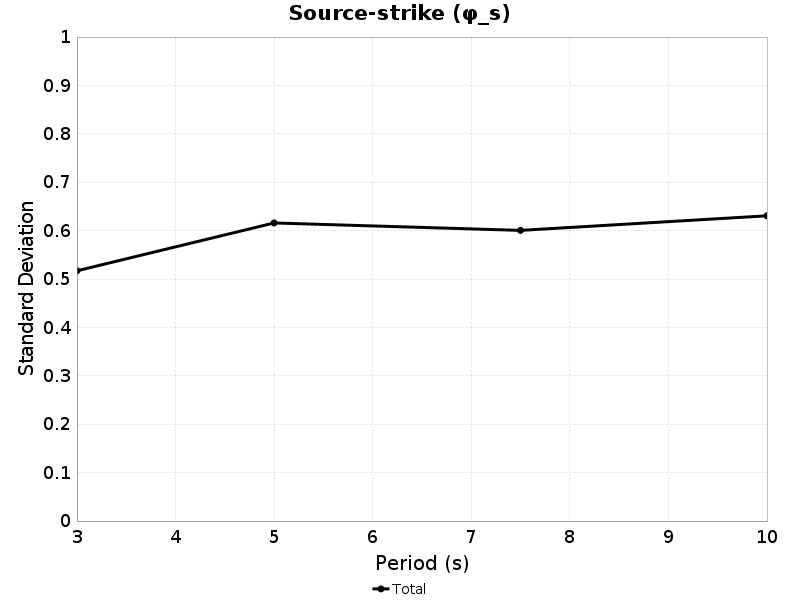 Source-strike (φ_s)
1
0.9
0.8
0.7
0.6
0.5
0.4
0.3
0.2
0.1
0
Standard Deviation
3 4 5 6 7 8 9 10
Period (s)
Total